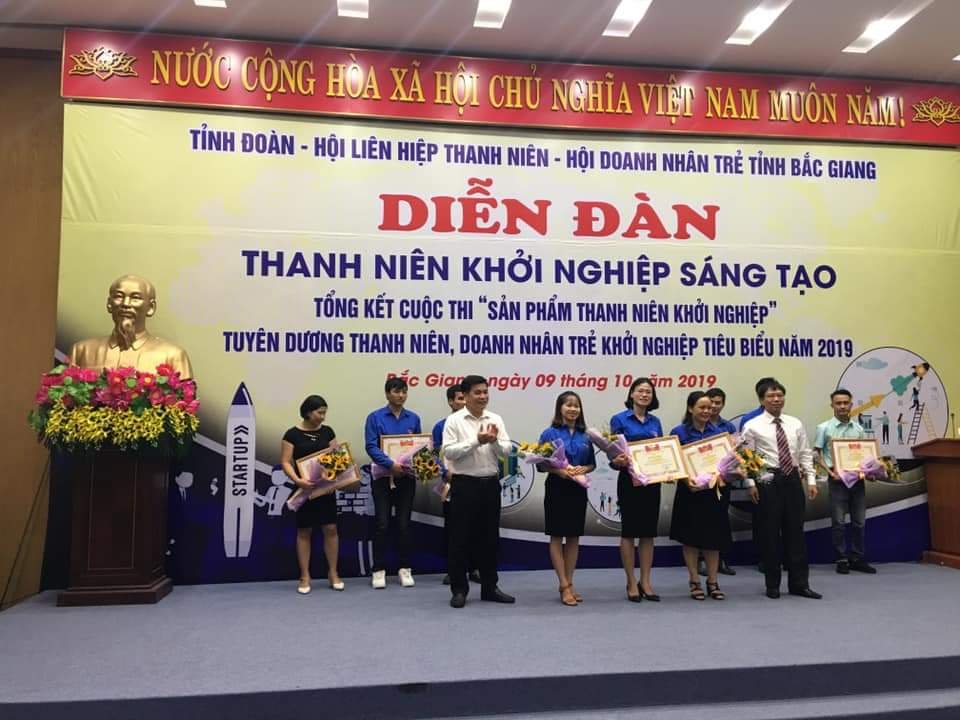 NƯỚC CỘNG HÒA XÃ HỘI CHỦ NGHĨA VIỆT NAM MUÔN NĂM!
TỈNH ĐOÀN - HỘI LIÊN HIỆP THANH NIÊN - HỘI DOANH NHÂN TRẺ TỈNH BẮC GIANG
DIỄN ĐÀN
THANH NIÊN KHỞI NGHIỆP SÁNG TẠO
TỔNG KẾT CUỘC THI "SẢN PHẨM THANH NIÊN KHỞI NGHIỆP"
TUYÊN DƯƠNG THANH NIÊN, DOANH NHÂN TRẺ KHỞI NGHIỆP TIÊU BIỂU NĂM 2019
Bắc Giang, ngày 09 tháng 10 năm 2019
STARTUP